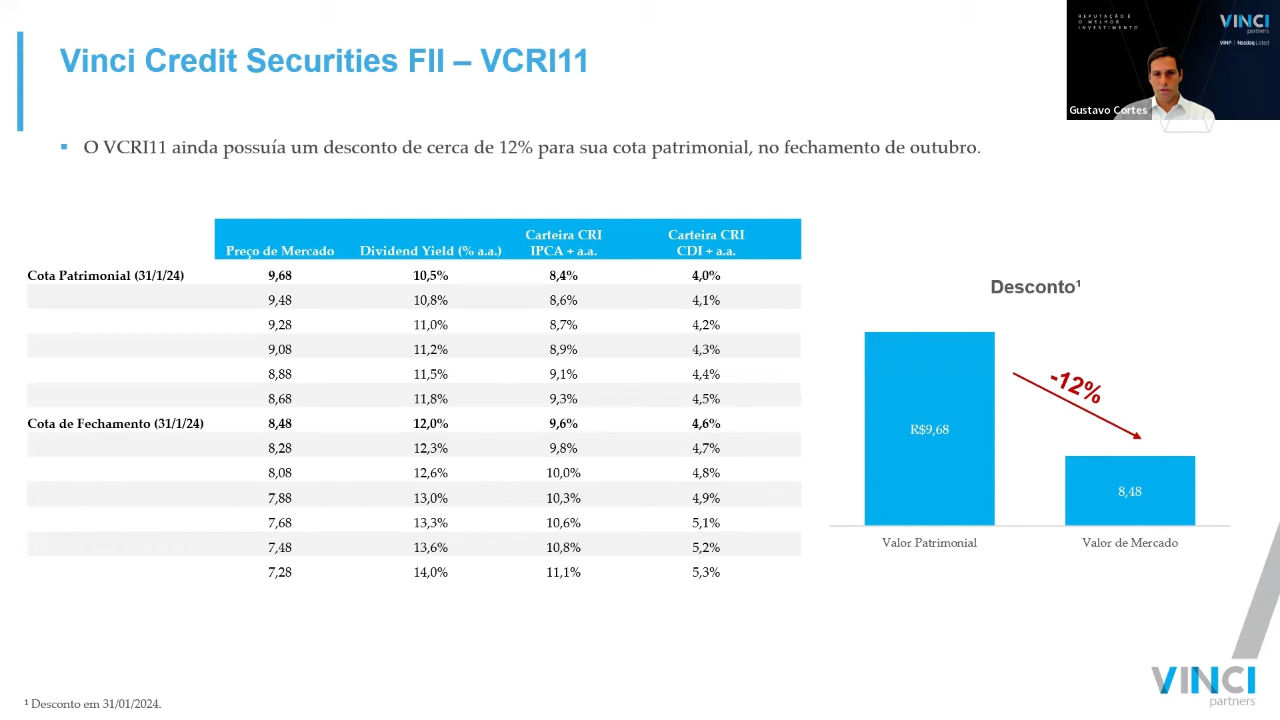 REPUTAÇÃO É
O MELHOR
INVESTIMENTO
VINCI
partners
VINP | Nasdaq Listed
Gustavo Cortes
Vinci Credit Securities FII – VCRI11
▪ O VCRI11 ainda possuía um desconto de cerca de 12% para sua cota patrimonial, no fechamento de outubro.
Preço de Mercado Dividend Yield (% a.a.) Carteira CRI IPCA + a.a. Carteira CRI CDI + a.a.
Cota Patrimonial (31/1/24) 9,68 10,5% 8,4% 4,0%
9,48 10,8% 8,6% 4,1%
9,28 11,0% 8,7% 4,2%
9,08 11,2% 8,9% 4,3%
8,88 11,5% 9,1% 4,4%
8,68 11,8% 9,3% 4,5%
Cota de Fechamento (31/1/24) 8,48 12,0% 9,6% 4,6%
8,28 12,3% 9,8% 4,7%
8,08 12,6% 10,0% 4,8%
7,88 13,0% 10,3% 4,9%
7,68 13,3% 10,6% 5,1%
7,48 13,6% 10,8% 5,2%
7,28 14,0% 11,1% 5,3%
Desconto¹
-12%
R$9,68
8,48
Valor Patrimonial Valor de Mercado
VINCI
partners
¹ Desconto em 31/01/2024.